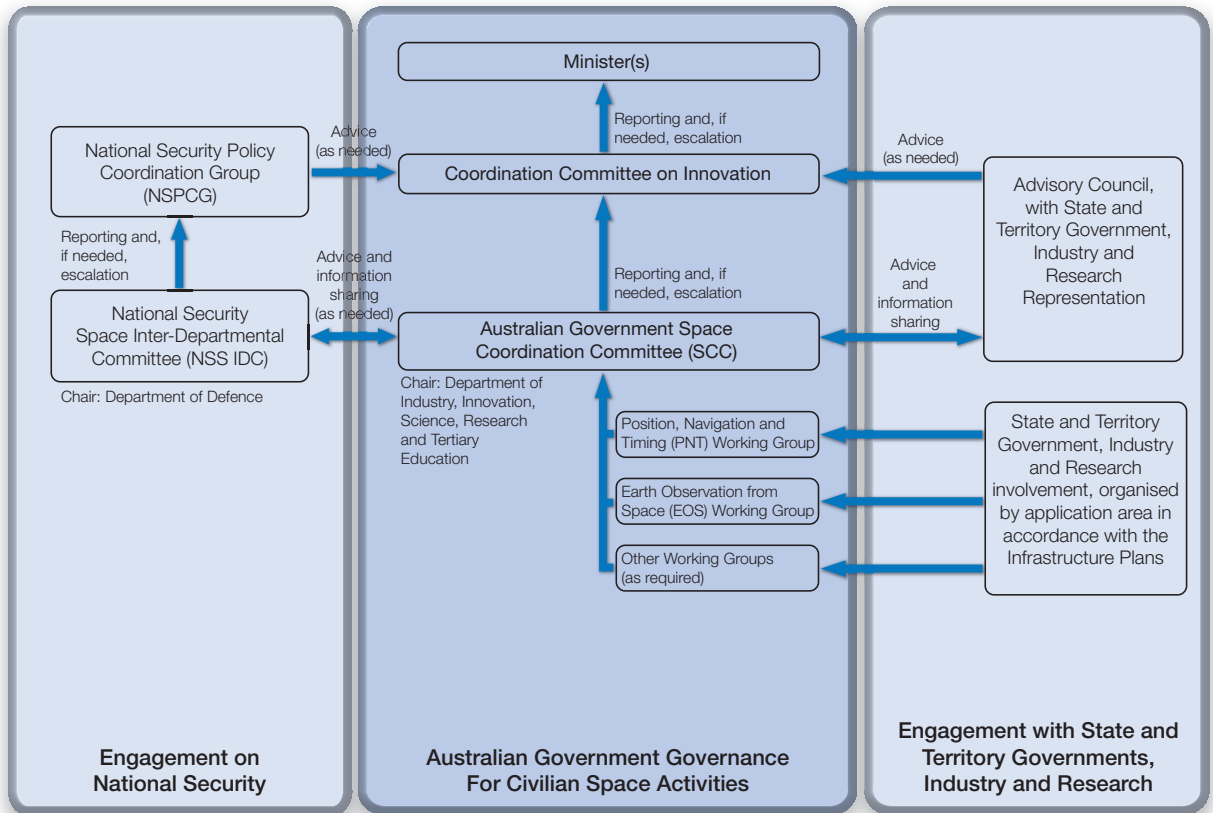 National Security Policy
Coordination Group
(NSPCG)
Reporting and,
if needed,
escalation
National Security
Space Inter-Departmental
Committee (NSS IDC)
Chair: Department of Defence
Engagement on
National Security
Advice
(as needed)
Advice and
information
sharing
(as needed)
Minister(s)
Reporting and, if
needed, escalation
Coordination Committee on Innovation
Reporting and, if
needed, escalation
Australian Government Space
Coordination Committee (SCC)
Chair: Department of
Industry, Innovation,
Science, Research
and Tertiary
Education
Position, Navigation and
Timing (PNT) Working Group
Earth Observation from
Space (EOS) Working Group
Other Working Groups
(as required)
Australian Government Governance
For Civilian Space Activities
Advice
(as needed)
Advisory Council,
with State and
Territory Government,
Industry and
Research
Representation
Advice
and
information
sharing
State and Territory
Government, Industry
and Research
involvement, organised
by application area in
accordance with the
Infrastructure Plans
Engagement with State and
Territory Governments,
Industry and Research